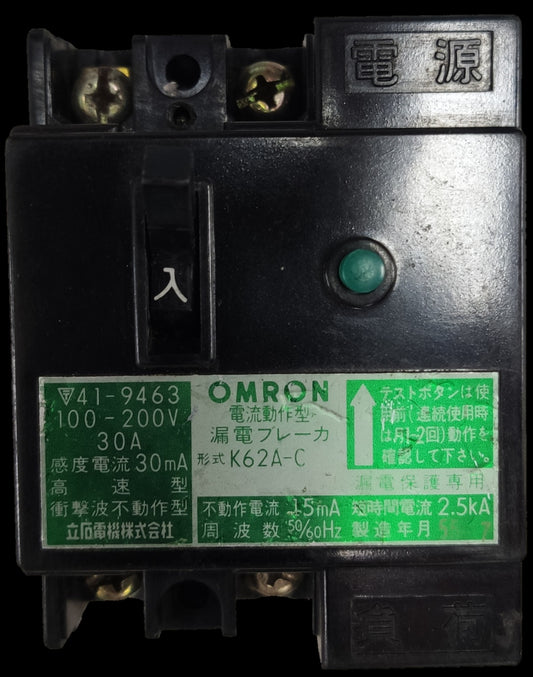 電源
入
▽41-9463
100-200V
30A
感度電流 30mA
高速型
衝撃波不動作型
立石電機株式会社
OMRON
電流動作型
漏電ブレーカ
形式 K62A-C
テストボタンは使
用前(連続使用時
は月1-2回)動作を
確認して下さい。
漏電保護専用
不動作電流 15mA 短時間電流 2.5kA
周波数 50/60Hz 製造年月
負荷